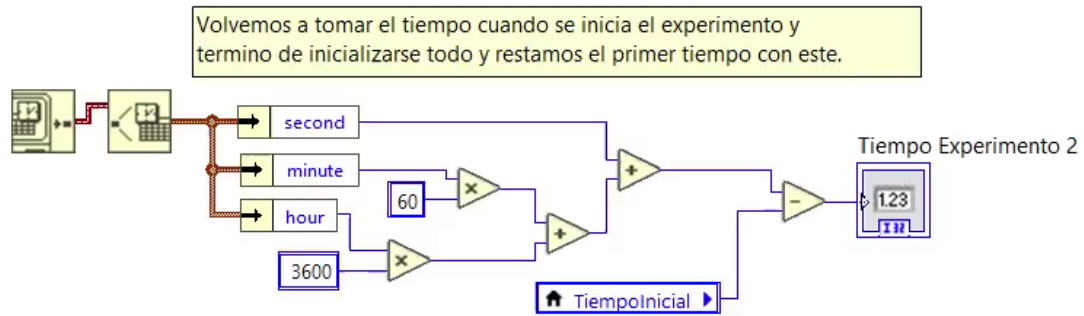 Volvemos a tomar el tiempo cuando se inicia el experimento y
termino de inicializarse todo y restamos el primer tiempo con este.
second
Tiempo Experimento 2
minute
60
1.23
I32
hour
3600
TiempoInicial